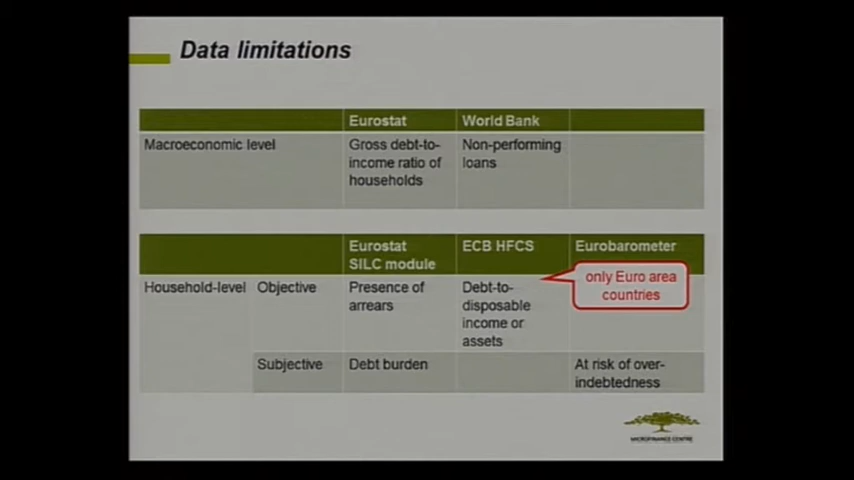 Data limitations
Eurostat World Bank
Macroeconomic level Gross debt-to- Non-performing
income ratio of loans
households
Eurostat ECB HFCS Eurobarometer
SILC module
only Euro area
countries
Household-level Objective Presence of Debt-to-
arrears disposable
income or
assets
Subjective Debt burden At risk of over-
indebtedness
MICROFINANCE CENTRE